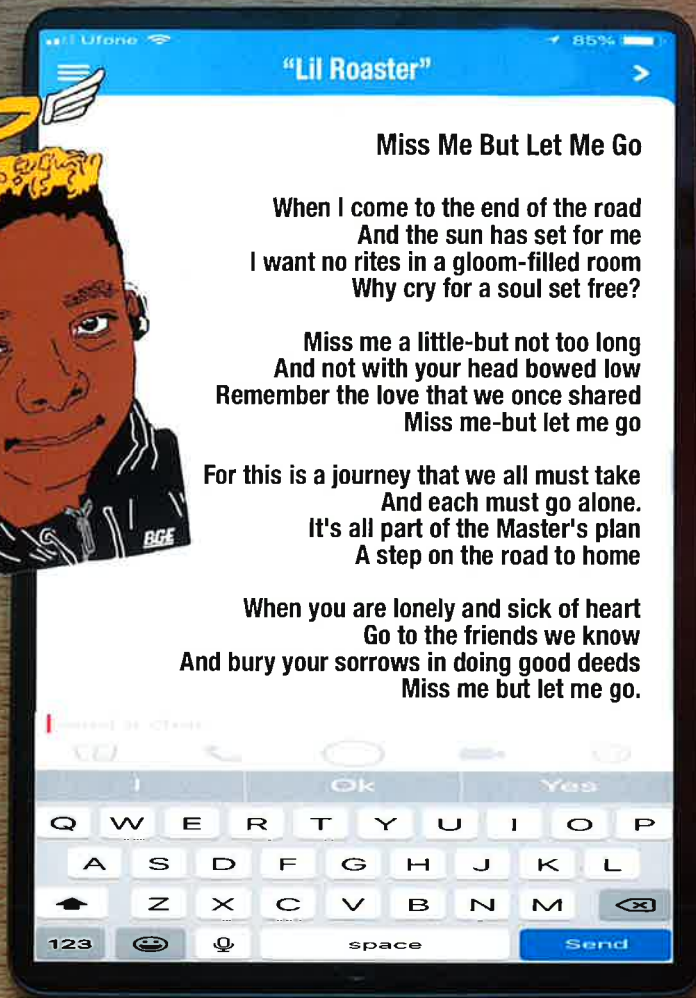 Ufone
85%
“Lil Roaster”
>
Miss Me But Let Me Go
When I come to the end of the road
And the sun has set for me
I want no rites in a gloom-filled room
Why cry for a soul set free?
Miss me a little-but not too long
And not with your head bowed low
Remember the love that we once shared
Miss me-but let me go
For this is a journey that we all must take
And each must go alone.
It's all part of the Master's plan
A step on the road to home
When you are lonely and sick of heart
Go to the friends we know
And bury your sorrows in doing good deeds
Miss me but let me go.
BGE
I Ok Yes
Q W E R T Y U I O P
A S D F G H J K L
Z X C V B N M
123 space Send